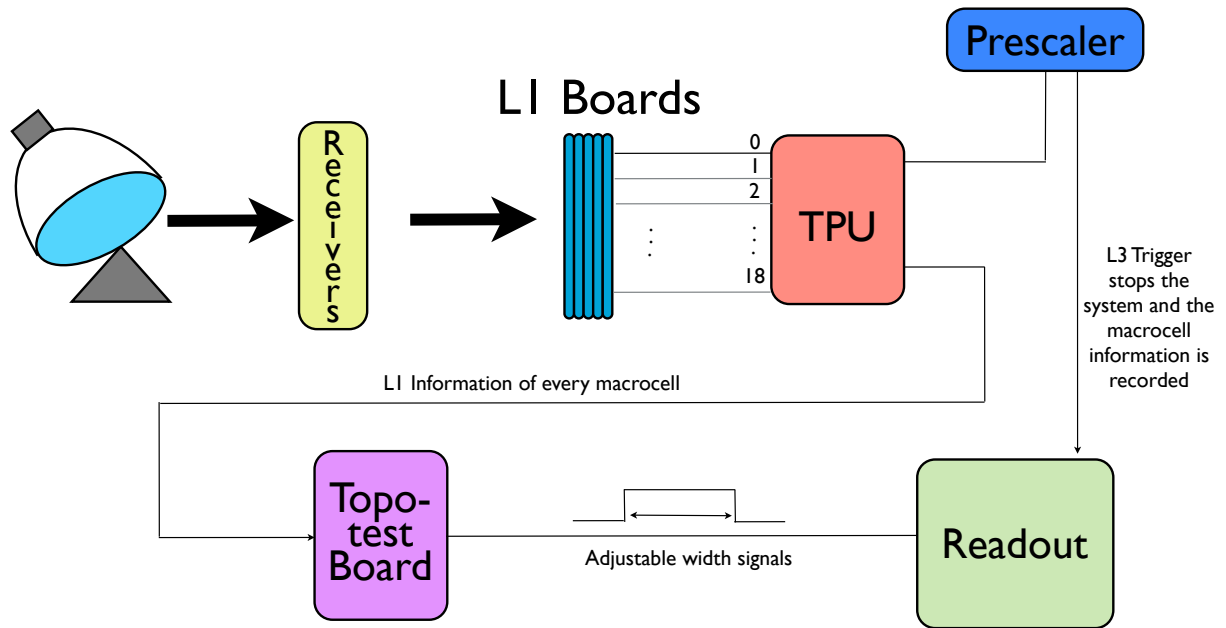 Prescaler
L1 Boards
Receivers
0
1
2
18
TPU
L3 Trigger
stops the
system and the
macrocell
information is
recorded
L1 Information of every macrocell
Topo-
test
Board
Adjustable width signals
Readout